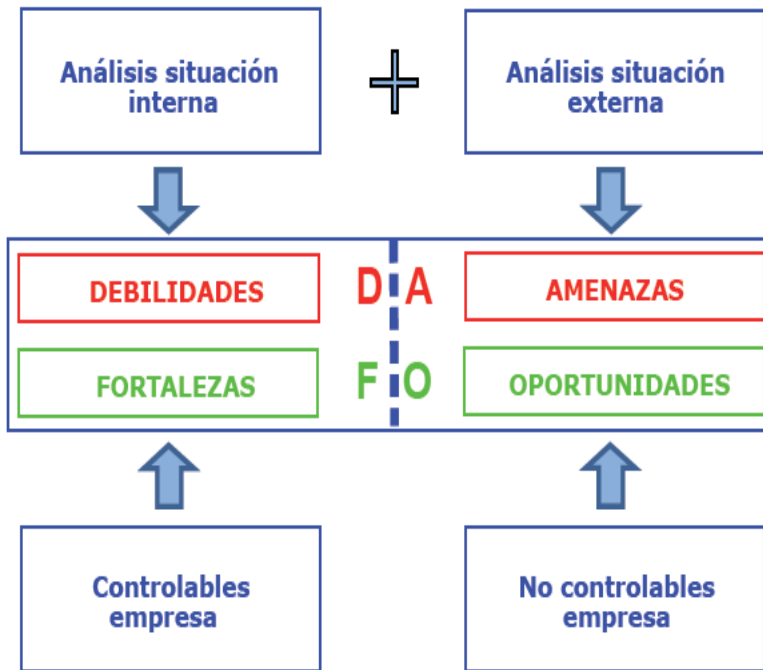 Análisis situación
interna
Análisis situación
externa
DEBILIDADES
D A
AMENAZAS
FORTALEZAS
F O
OPORTUNIDADES
Controlables
empresa
No controlables
empresa